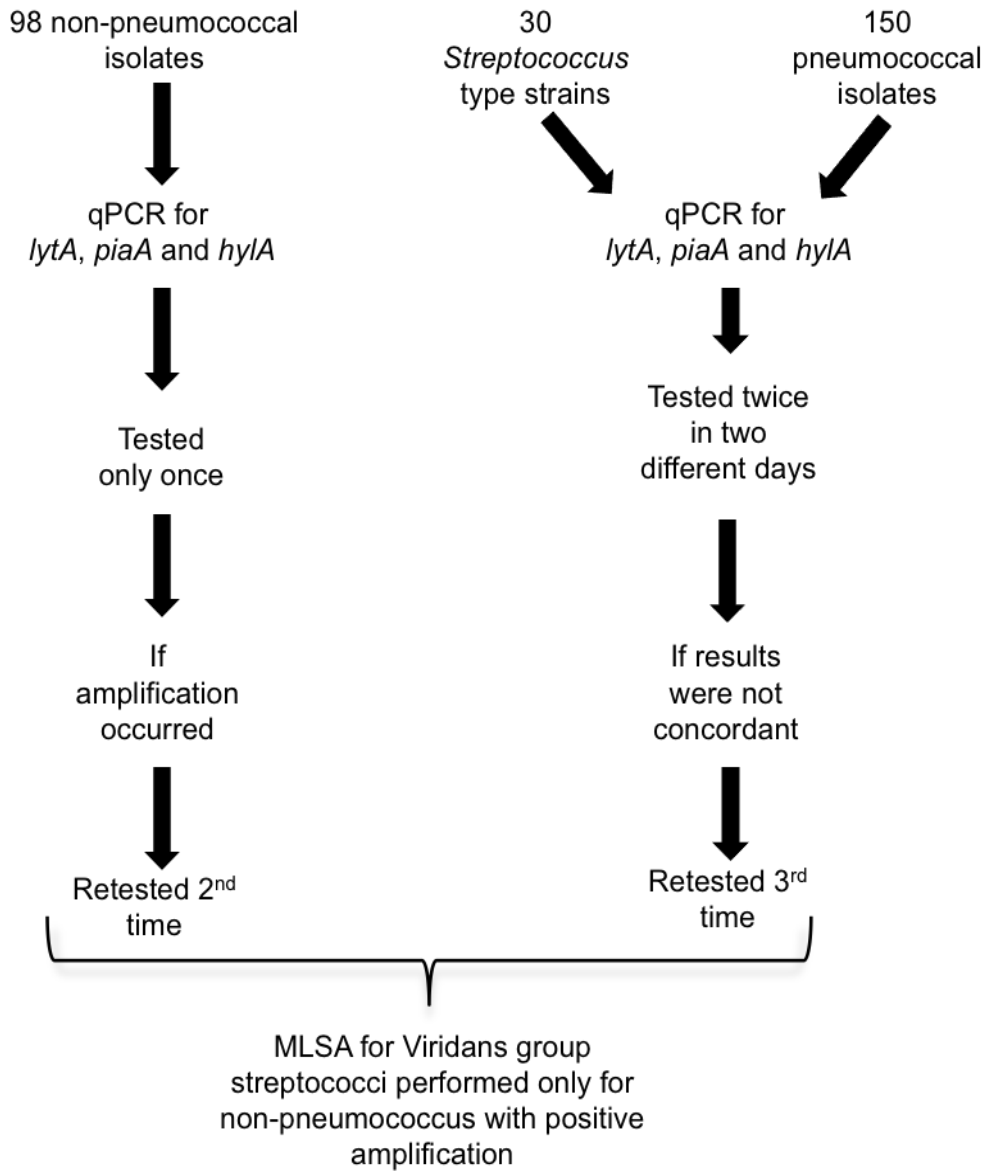 98 non-pneumococcal
isolates
30
Streptococcus
type strains
150
pneumococcal
isolates
qPCR for
lytA, piaA and hylA
qPCR for
lytA, piaA and hylA
Tested
only once
Tested twice
in two
different days
If
amplification
occurred
If results
were not
concordant
Retested 2nd
time
Retested 3rd
time
MLSA for Viridans group
streptococci performed only for
non-pneumococcus with positive
amplification